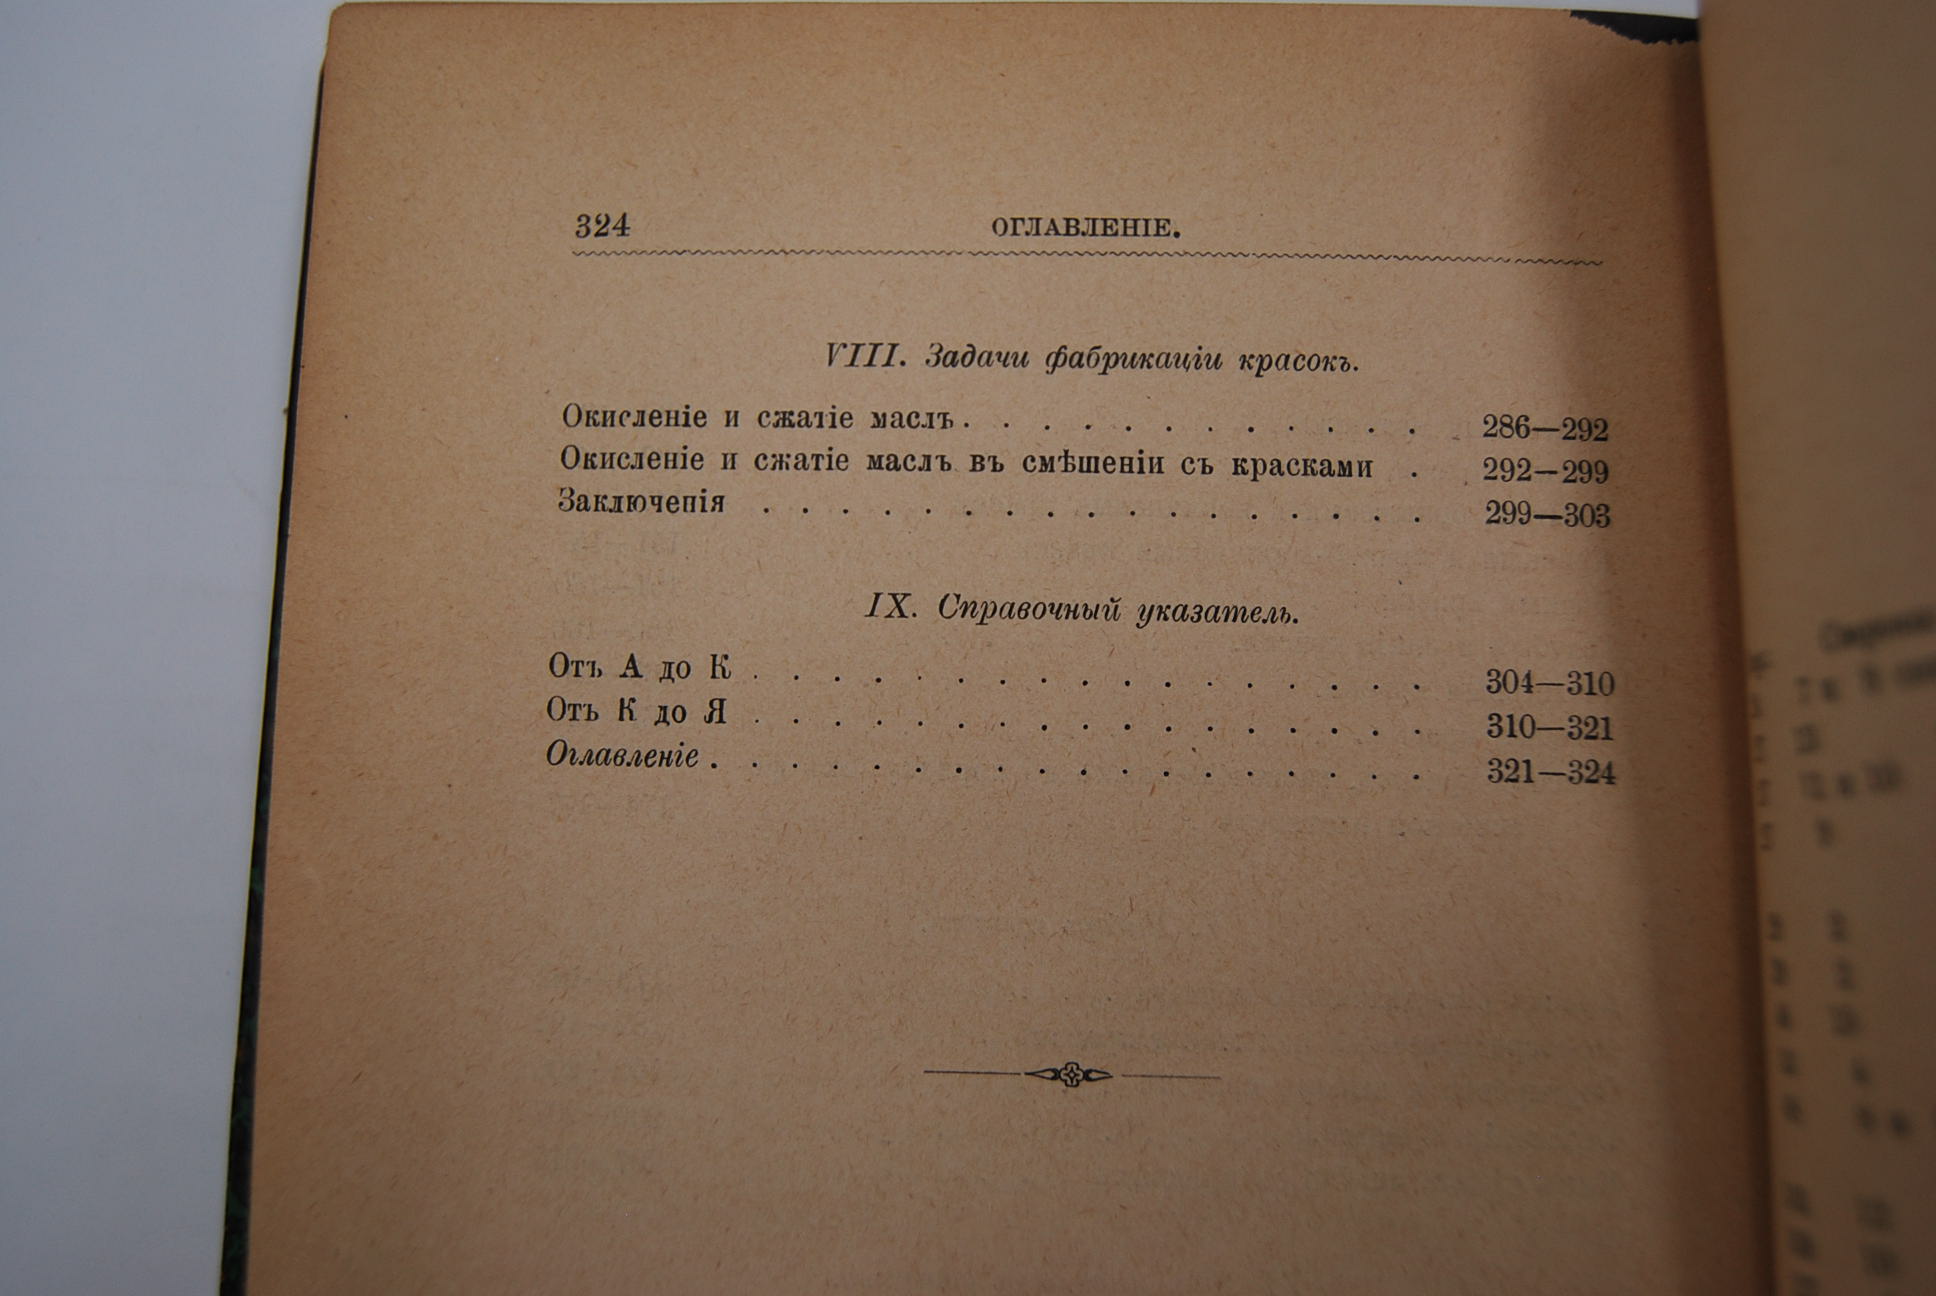 324 ОГЛАВЛЕНІЕ.
VIII. Задачи фабрикаціи красокъ.
Окисленіе и сжатіе маслъ . . . . . . . . . . . . 286—292
Окисленіе и сжатіе маслъ въ смѣшеніи съ красками . 292—299
Заключенія . . . . . . . . . . . . . . . . . 299—303
IX. Справочный указатель.
Отъ А до К . . . . . . . . . . . . . . . . . 304—310
Отъ К до Я . . . . . . . . . . . . . . . . . 310—321
Оглавленіе . . . . . . . . . . . . . . . . . . 321—324